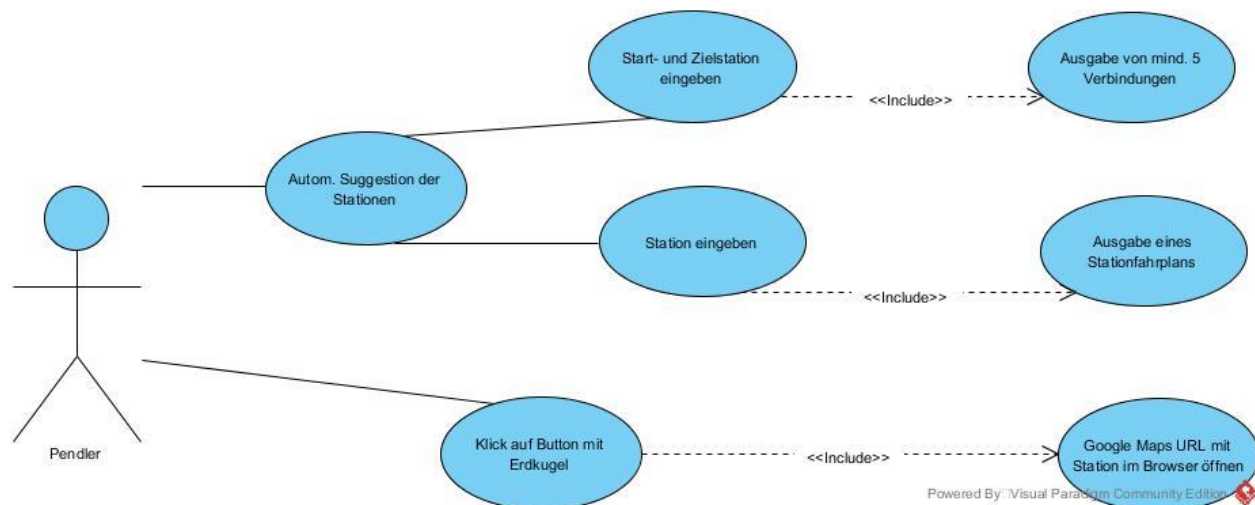 Start- und Zielstation
eingeben
<<Include>>
Ausgabe von mind. 5
Verbindungen
Autom. Suggestion der
Stationen
Station eingeben
<<Include>>
Ausgabe eines
Stationfahrplans
Pendler
Klick auf Button mit
Erdkugel
<<Include>>
Google Maps URL mit
Station im Browser öffnen
Powered By Visual Paradigm Community Edition